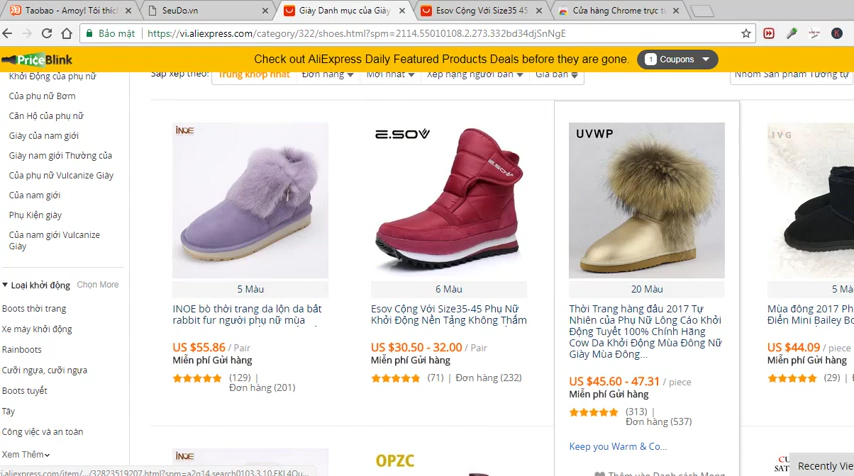 Taobao - Amoy! Tôi thích
SeuDo.vn
Giày Danh mục của Giày
Esov Cộng Với Size35 45
Cửa hàng Chrome trực t
Bảo mật
https://vi.aliexpress.com/category/322/shoes.html?spm=2114.55010108.2.273.332bd34djSnNgE
PriceBlink
Check out AliExpress Daily Featured Products Deals before they are gone.
1 Coupons
Khởi Động của phụ nữ
Của phụ nữ Bơm
Căn Hộ của phụ nữ
Giày của nam giới
Giày nam giới Thường của
Của phụ nữ Vulcanize Giày
Của nam giới
Phụ Kiện giày
Của nam giới Vulcanize
Giày
Loại khởi động Chọn More
Boots thời trang
Xe máy khởi động
Rainboots
Cưỡi ngựa, cưỡi ngựa
Boots tuyết
Tây
Công việc và an toàn
Xem Thêm
Sắp xếp theo: Trùng khớp nhất Đơn hàng Mới nhất Xếp hạng người bán Giá bán Nhóm Sản phẩm Tương tự
INOE
5 Màu
INOE bò thời trang da lộn da bắt
rabbit fur người phụ nữ mùa
US $55.86 / Pair
Miễn phí Gửi hàng
(129) |
Đơn hàng (201)
E.SOV
6 Màu
Esov Cộng Với Size35-45 Phụ Nữ
Khởi Động Nền Tảng Không Thấm
US $30.50 - 32.00 / Pair
Miễn phí Gửi hàng
(71) | Đơn hàng (232)
UVWP
20 Màu
Thời Trang hàng đầu 2017 Tự
Nhiên của Phụ Nữ Lông Cáo Khởi
Động Tuyết 100% Chính Hãng
Cow Da Khởi Động Mùa Đông Nữ
Giày Mùa Đông...
US $45.60 - 47.31 / piece
Miễn phí Gửi hàng
(313) |
Đơn hàng (537)
Keep you Warm & Co...
Thêm vào Danh sách Mong
IVG
5 Mà
Mùa đông 2017 Ph
Điển Mini Bailey Bo
US $44.09 / piece
Miễn phí Gửi hàng
(29) | Đơ
INOE
OPZC
Recently Vie